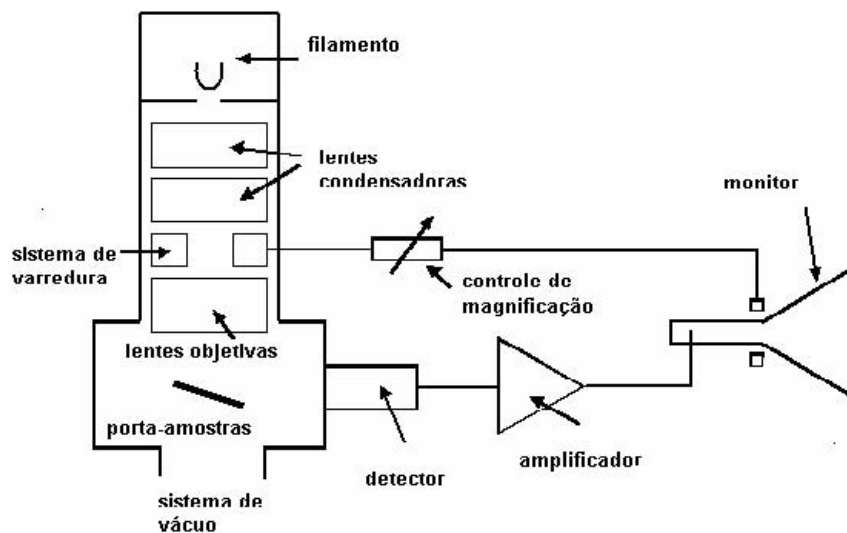 filamento
lentes
condensadoras
monitor
sistema de
varredura
controle de
magnificação
lentes objetivas
porta-amostras
detector
amplificador
sistema de
vácuo